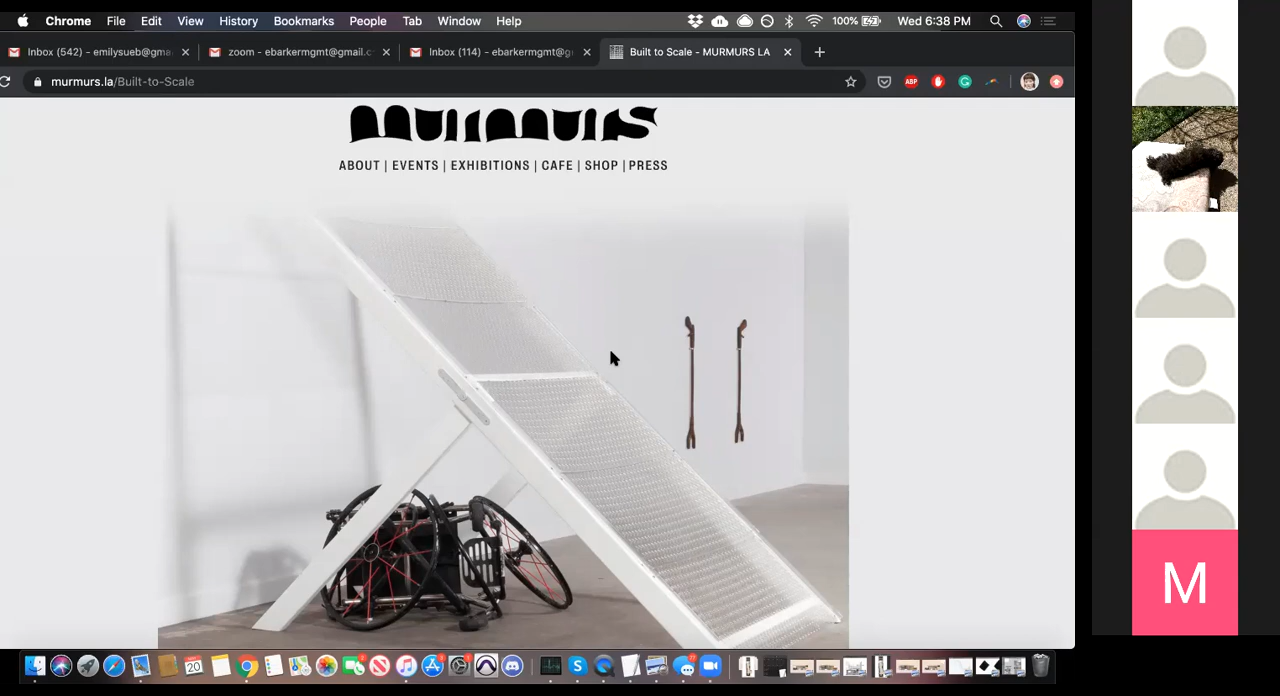 Chrome File Edit View History Bookmarks People Tab Window Help 100% Wed 6:38 PM
Inbox (542) - emilysueb@gma
zoom - ebarkermgmt@gmail.c
Inbox (114) - ebarkermgmt@g
Built to Scale - MURMURS LA
murmurs.la/Built-to-Scale
ABP
murmurs
ABOUT | EVENTS | EXHIBITIONS | CAFE | SHOP | PRESS
M
20